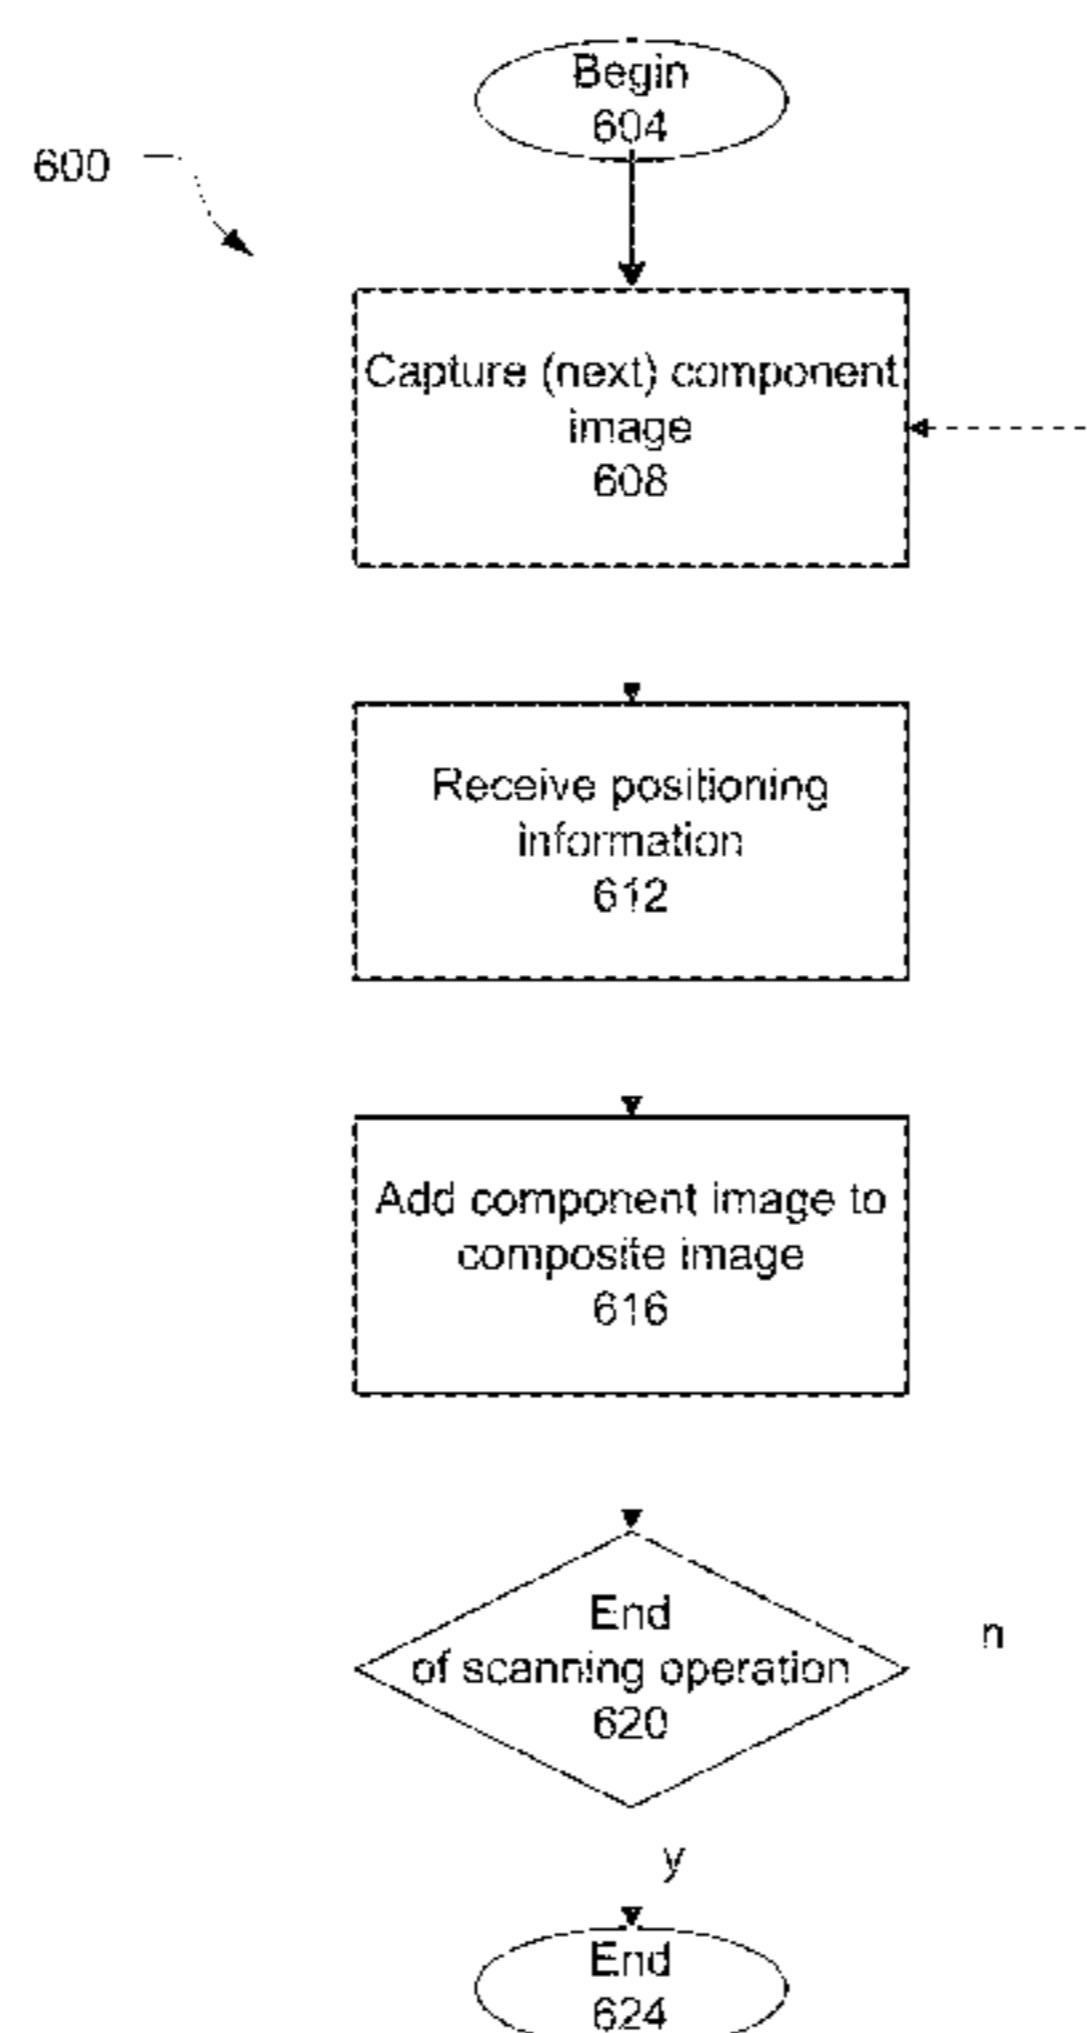 Begin
604
600
Capture (next) component
image
608
Receive positioning
information
612
Add component image to
composite image
616
End
of scanning operation
620
n
y
End
624